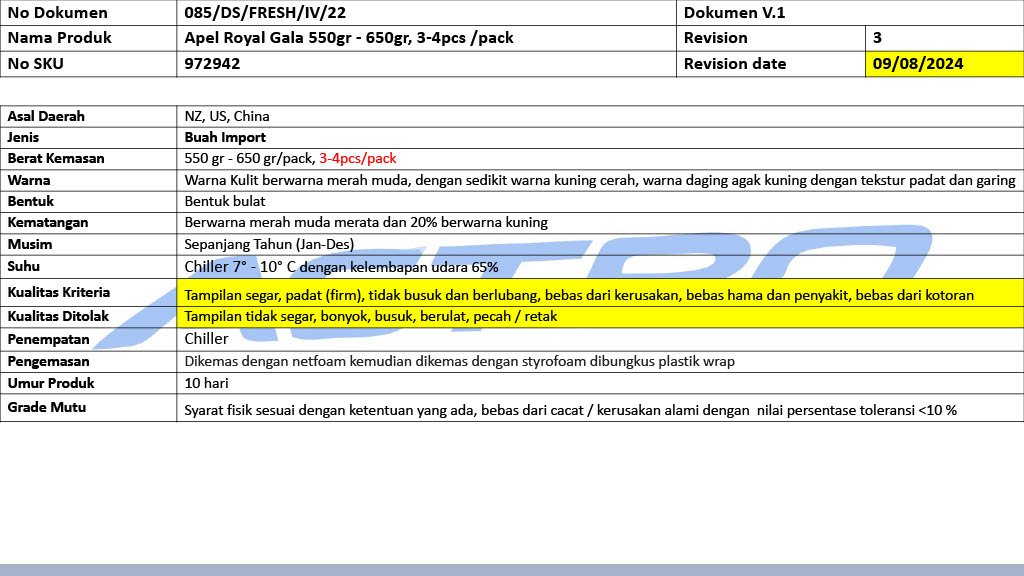 No Dokumen 085/DS/FRESH/IV/22 Dokumen V.1
Nama Produk Apel Royal Gala 550gr - 650gr, 3-4pcs /pack Revision 3
No SKU 972942 Revision date 09/08/2024
Asal Daerah NZ, US, China
Jenis Buah Import
Berat Kemasan 550 gr - 650 gr/pack, 3-4pcs/pack
Warna Warna Kulit berwarna merah muda, dengan sedikit warna kuning cerah, warna daging agak kuning dengan tekstur padat dan garing
Bentuk Bentuk bulat
Kematangan Berwarna merah muda merata dan 20% berwarna kuning
Musim Sepanjang Tahun (Jan-Des)
Suhu Chiller 7° - 10° C dengan kelembapan udara 65%
Kualitas Kriteria Tampilan segar, padat (firm), tidak busuk dan berlubang, bebas dari kerusakan, bebas hama dan penyakit, bebas dari kotoran
Kualitas Ditolak Tampilan tidak segar, bonyok, busuk, berulat, pecah / retak
Penempatan Chiller
Pengemasan Dikemas dengan netfoam kemudian dikemas dengan styrofoam dibungkus plastik wrap
Umur Produk 10 hari
Grade Mutu Syarat fisik sesuai dengan ketentuan yang ada, bebas dari cacat / kerusakan alami dengan nilai persentase toleransi <10 %
ASTRO